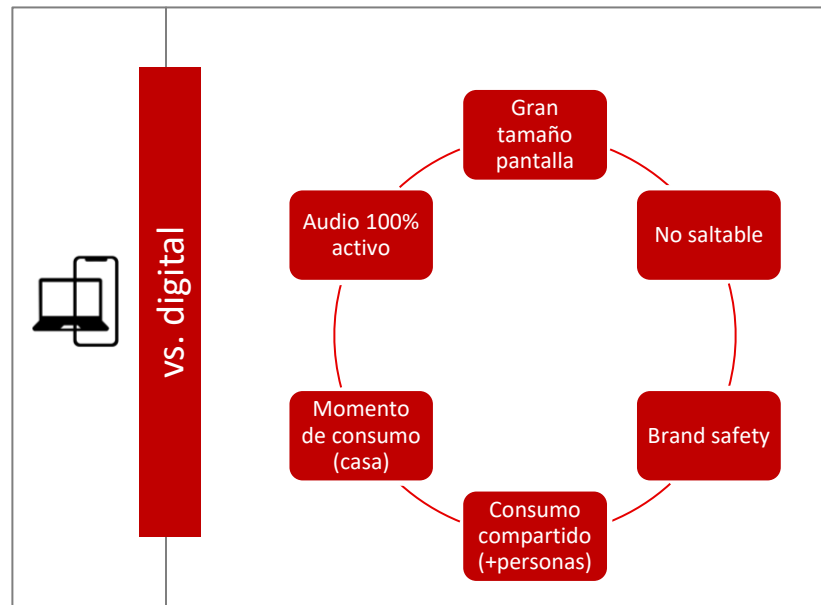 vs. digital
Gran
tamaño
pantalla
No saltable
Brand safety
Consumo
compartido
(+personas)
Momento
de consumo
(casa)
Audio 100%
activo